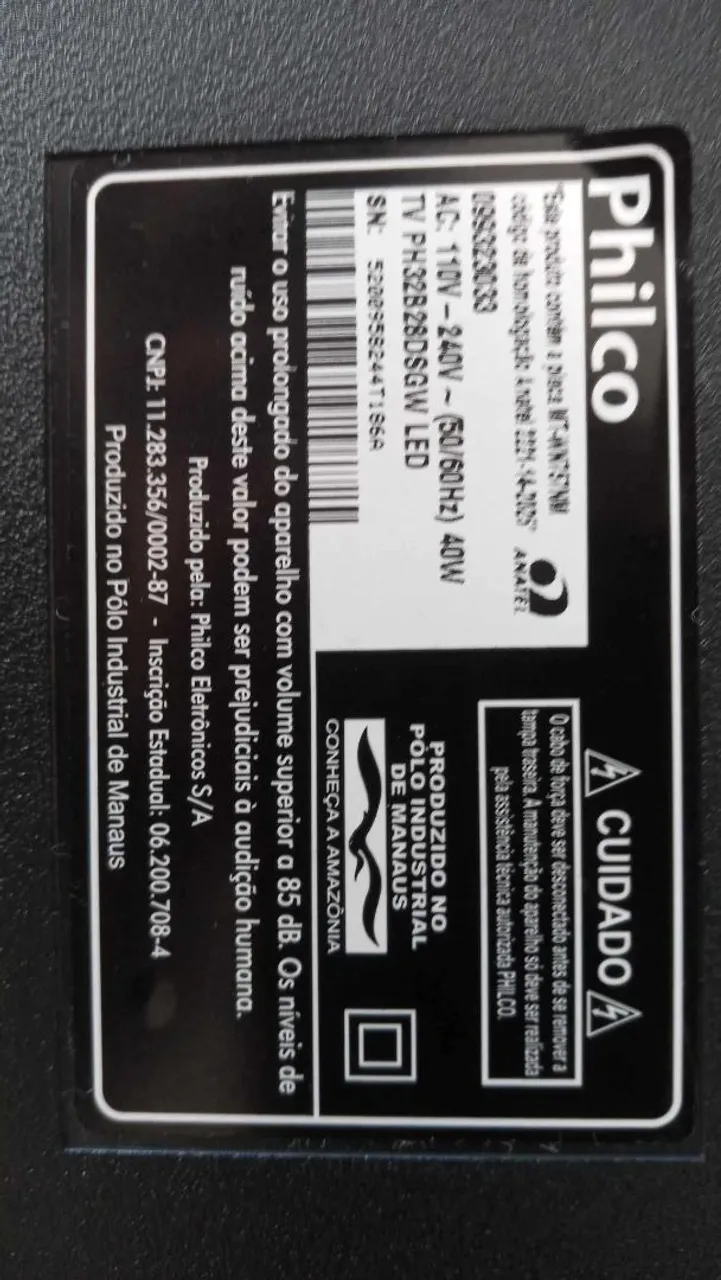 Philco
"Este produto contém a placa
código de homologação Anatel
ANATEL
AC: 110V - 240V ~ (50/60Hz) 40W
TV PH32B28DSGW LED
SN:
CUIDADO
O cabo de força deve ser desconectado antes de se remover a
tampa traseira. A manutenção do aparelho só deve ser realizada
pela assistência técnica autorizada PHILCO.
PRODUZIDO NO
PÓLO INDUSTRIAL
DE MANAUS
CONHEÇA A AMAZÔNIA
Evitar o uso prolongado do aparelho com volume superior a 85 dB. Os níveis de
ruído acima deste valor podem ser prejudiciais à audição humana.
Produzido pela: Philco Eletrônicos S/A
CNPJ: 11.283.356/0002-87 - Inscrição Estadual: 06.200.708-4
Produzido no Pólo Industrial de Manaus